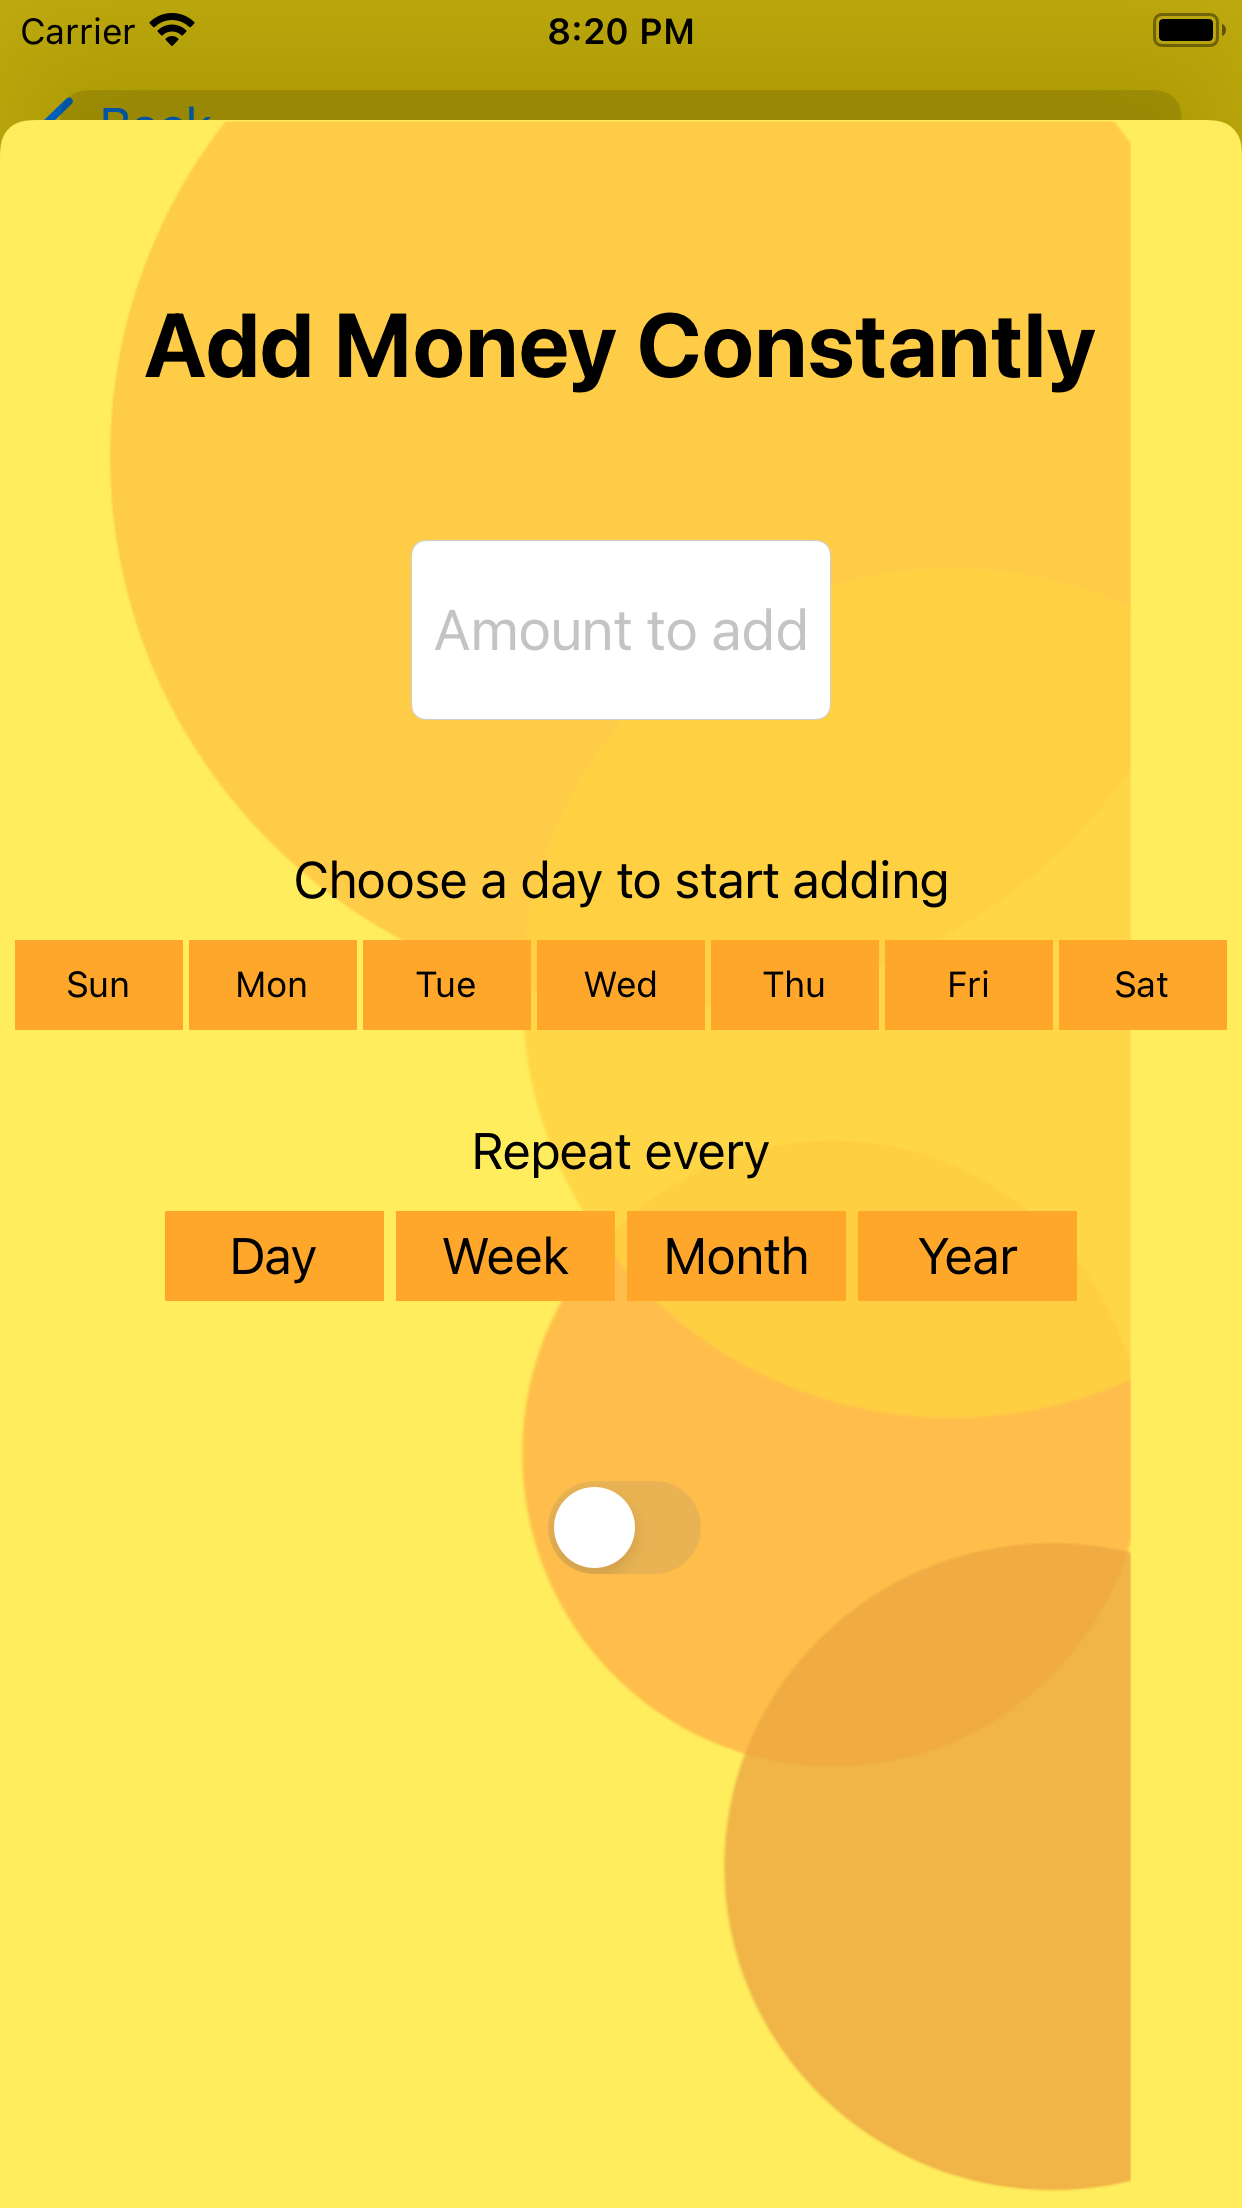 Carrier 8:20 PM
Back
Add Money Constantly
Amount to add
Choose a day to start adding
Sun Mon Tue Wed Thu Fri Sat
Repeat every
Day Week Month Year